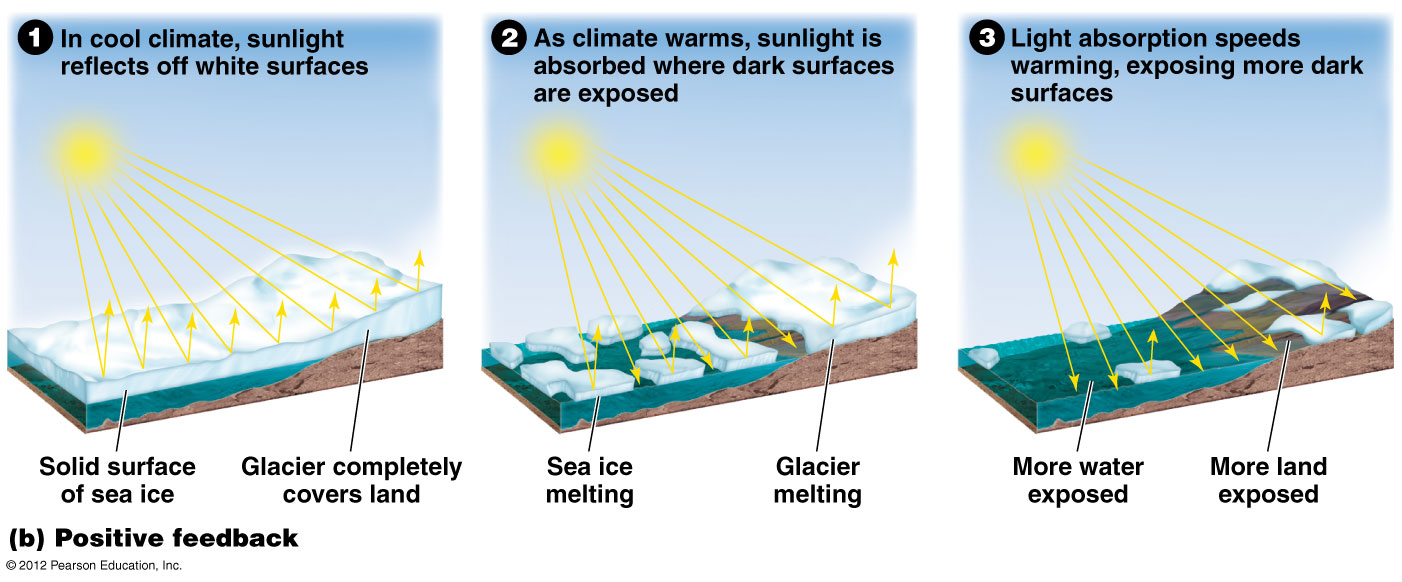 1 In cool climate, sunlight
reflects off white surfaces
2 As climate warms, sunlight is
absorbed where dark surfaces
are exposed
3 Light absorption speeds
warming, exposing more dark
surfaces
Solid surface
of sea ice
Glacier completely
covers land
Sea ice
melting
Glacier
melting
More water
exposed
More land
exposed
(b) Positive feedback
© 2012 Pearson Education, Inc.